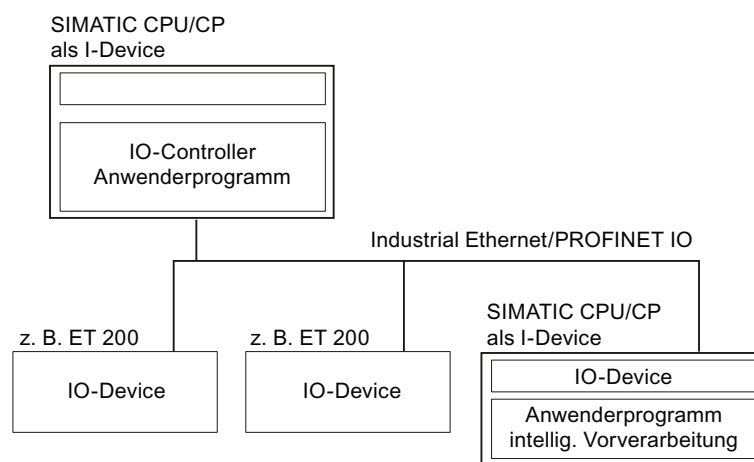 SIMATIC CPU/CP
als I-Device
IO-Controller
Anwenderprogramm
Industrial Ethernet/PROFINET IO
z. B. ET 200
IO-Device
z. B. ET 200
IO-Device
SIMATIC CPU/CP
als I-Device
IO-Device
Anwenderprogramm
intellig. Vorverarbeitung